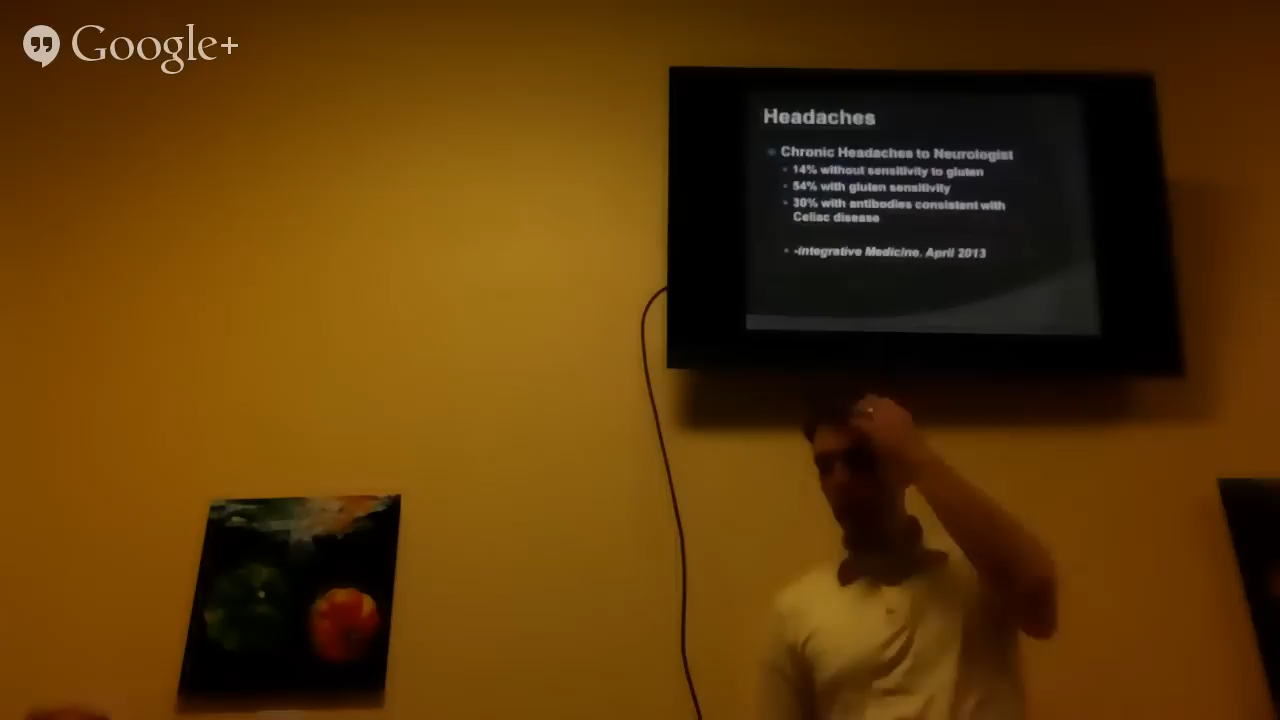 Google+
Headaches
Chronic Headaches to Neurologist
14% without sensitivity to gluten
54% with gluten sensitivity
30% with antibodies consistent with
Celiac disease
-Integrative Medicine, April 2013